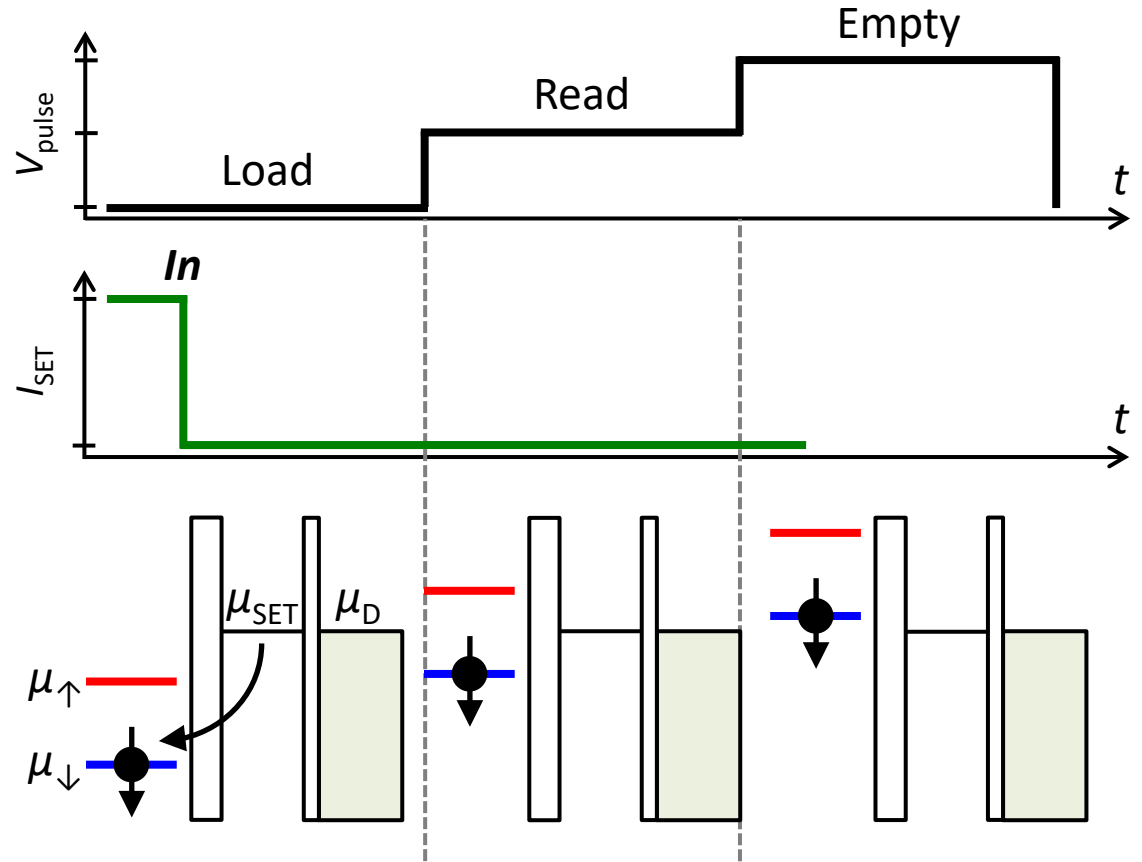 Empty
Read
Load
V_pulse
t
In
I_SET
t
μ_SET
μ_D
μ_↑
μ_↓